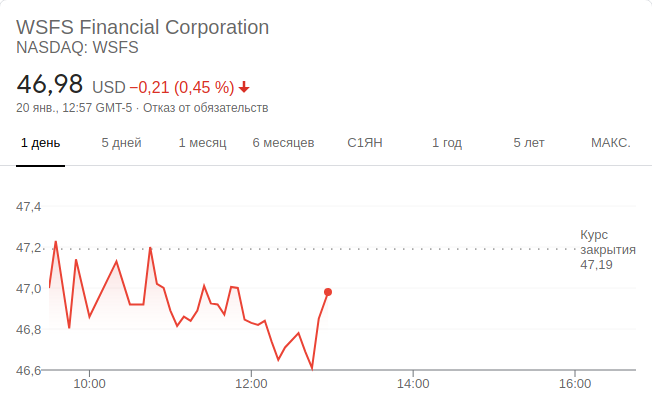 WSFS Financial Corporation
NASDAQ: WSFS
46,98 USD −0,21 (0,45 %)
20 янв., 12:57 GMT-5 · Отказ от обязательств
1 день 5 дней 1 месяц 6 месяцев С1ЯН 1 год 5 лет МАКС.
47,4
47,2
47,0
46,8
46,6
Курс
закрытия
47,19
10:00 12:00 14:00 16:00